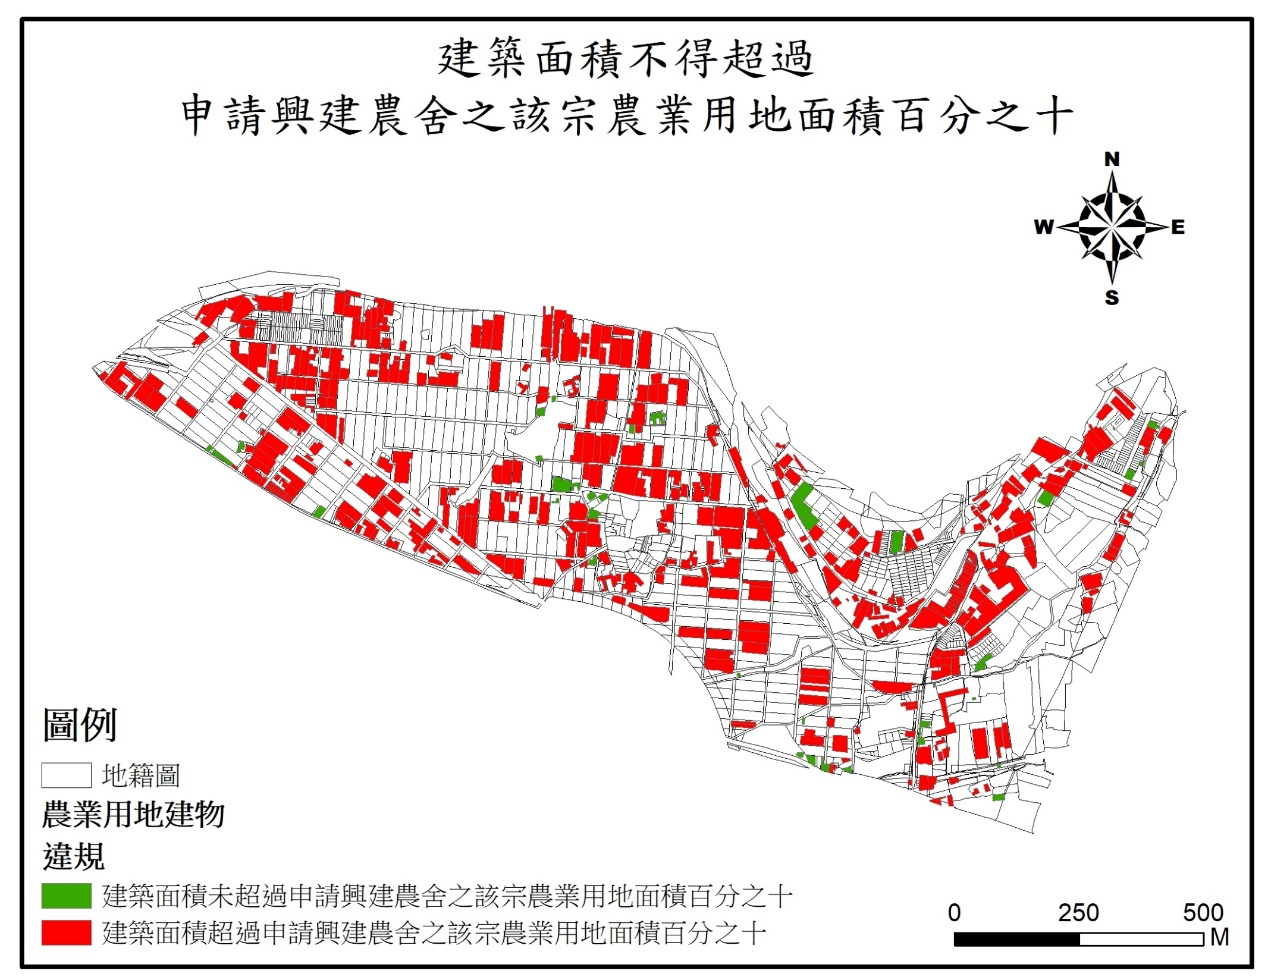 建築面積不得超過
申請興建農舍之該宗農業用地面積百分之十
N
W
E
S
圖例
地籍圖
農業用地建物
違規
建築面積未超過申請興建農舍之該宗農業用地面積百分之十
建築面積超過申請興建農舍之該宗農業用地面積百分之十
0 250 500
M